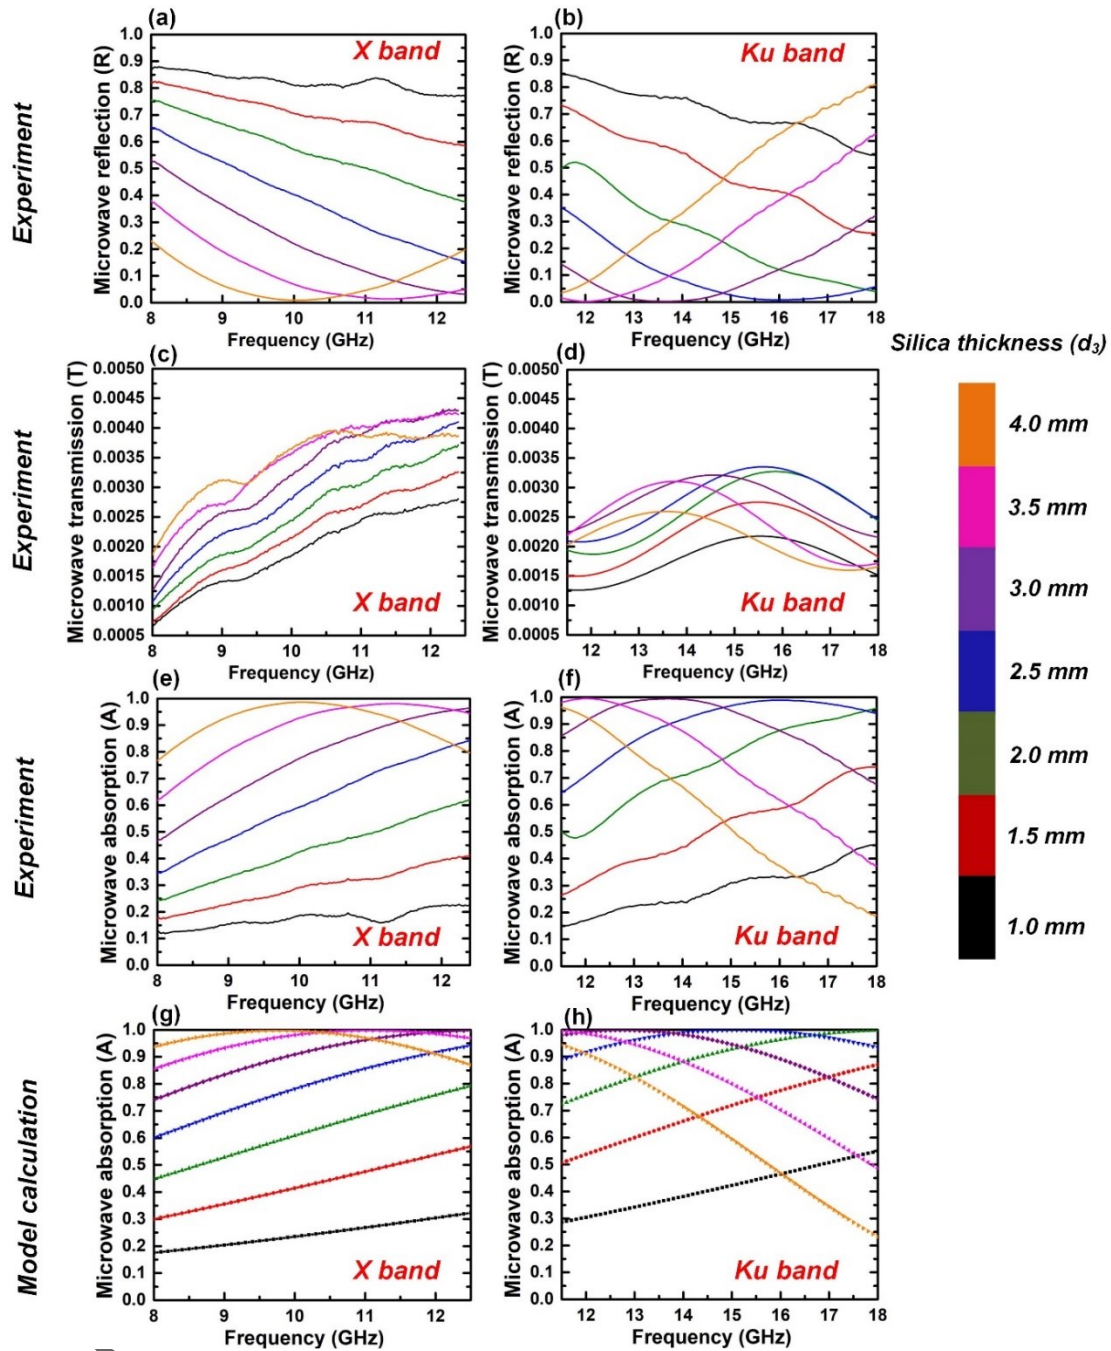 (a)
X band
1.0
0.9
0.8
0.7
0.6
0.5
0.4
0.3
0.2
0.1
0.0
8 9 10 11 12
Microwave reflection (R)
Frequency (GHz)
Experiment
(b)
Ku band
1.0
0.9
0.8
0.7
0.6
0.5
0.4
0.3
0.2
0.1
0.0
12 13 14 15 16 17 18
Microwave reflection (R)
Frequency (GHz)
(c)
0.0050
0.0045
0.0040
0.0035
0.0030
0.0025
0.0020
0.0015
0.0010
0.0005
X band
8 9 10 11 12
Microwave transmission (T)
Frequency (GHz)
Experiment
(d)
0.0050
0.0045
0.0040
0.0035
0.0030
0.0025
0.0020
0.0015
0.0010
0.0005
Ku band
12 13 14 15 16 17 18
Microwave transmission (T)
Frequency (GHz)
Silica thickness (d₃)
4.0 mm
3.5 mm
3.0 mm
2.5 mm
2.0 mm
1.5 mm
1.0 mm
(e)
1.0
0.9
0.8
0.7
0.6
0.5
0.4
0.3
0.2
0.1
0.0
X band
8 9 10 11 12
Microwave absorption (A)
Frequency (GHz)
Experiment
(f)
1.0
0.9
0.8
0.7
0.6
0.5
0.4
0.3
0.2
0.1
0.0
Ku band
12 13 14 15 16 17 18
Microwave absorption (A)
Frequency (GHz)
(g)
1.0
0.9
0.8
0.7
0.6
0.5
0.4
0.3
0.2
0.1
0.0
X band
8 9 10 11 12
Microwave absorption (A)
Frequency (GHz)
Model calculation
(h)
1.0
0.9
0.8
0.7
0.6
0.5
0.4
0.3
0.2
0.1
0.0
Ku band
12 13 14 15 16 17 18
Microwave absorption (A)
Frequency (GHz)